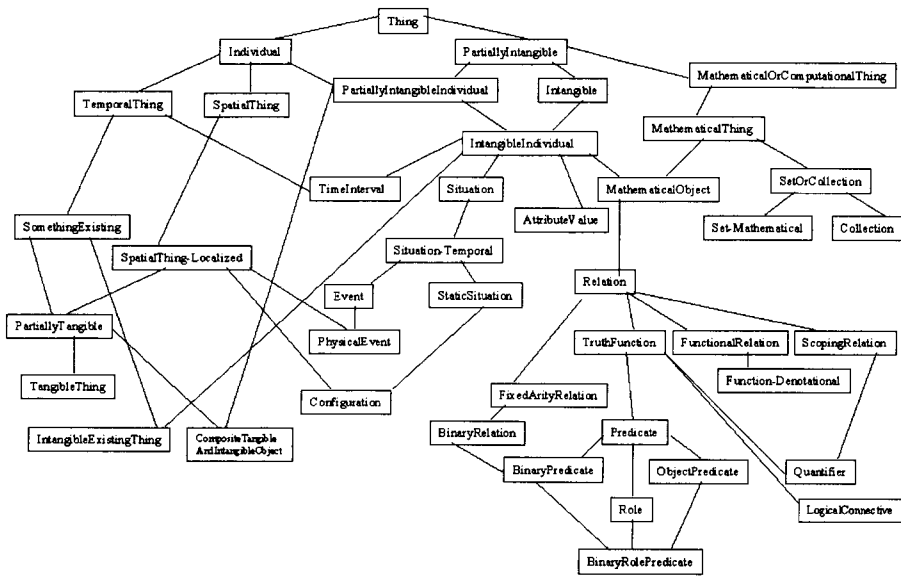 Thing
Individual
PartiallyIntangible
MathematicalOrComputationalThing
PartiallyIntangibleIndividual
Intangible
TemporalThing
SpatialThing
MathematicalThing
IntangibleIndividual
SetOrCollection
TimeInterval
Situation
MathematicalObject
AttributeValue
Set-Mathematical
Collection
SomethingExisting
SpatialThing-Localized
Situation-Temporal
Relation
Event
StaticSituation
PartiallyTangible
PhysicalEvent
TruthFunction
FunctionalRelation
ScopingRelation
TangibleThing
Function-Denotational
Configuration
FixedArityRelation
IntangibleExistingThing
CompositeTangible
AndIntangibleObject
BinaryRelation
Predicate
BinaryPredicate
ObjectPredicate
Quantifier
Role
LogicalConnective
BinaryRolePredicate